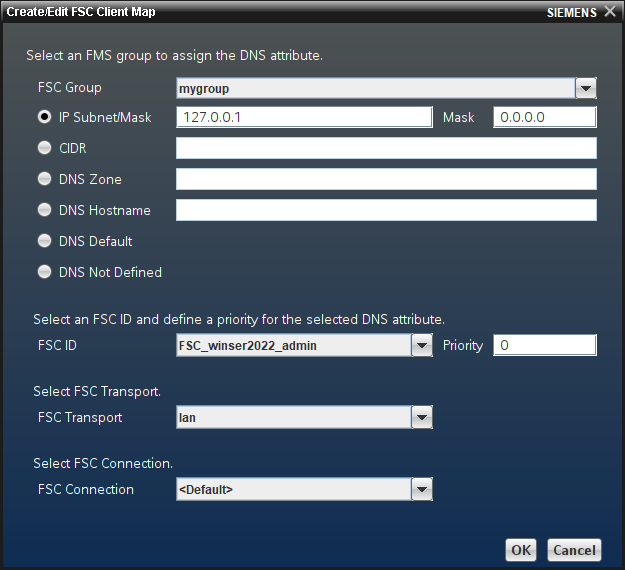 Create/Edit FSC Client Map SIEMENS
Select an FMS group to assign the DNS attribute.
FSC Group mygroup
IP Subnet/Mask 127.0.0.1 Mask 0.0.0.0
CIDR
DNS Zone
DNS Hostname
DNS Default
DNS Not Defined
Select an FSC ID and define a priority for the selected DNS attribute.
FSC ID FSC_winser2022_admin Priority 0
Select FSC Transport.
FSC Transport lan
Select FSC Connection.
FSC Connection <Default>
OK Cancel